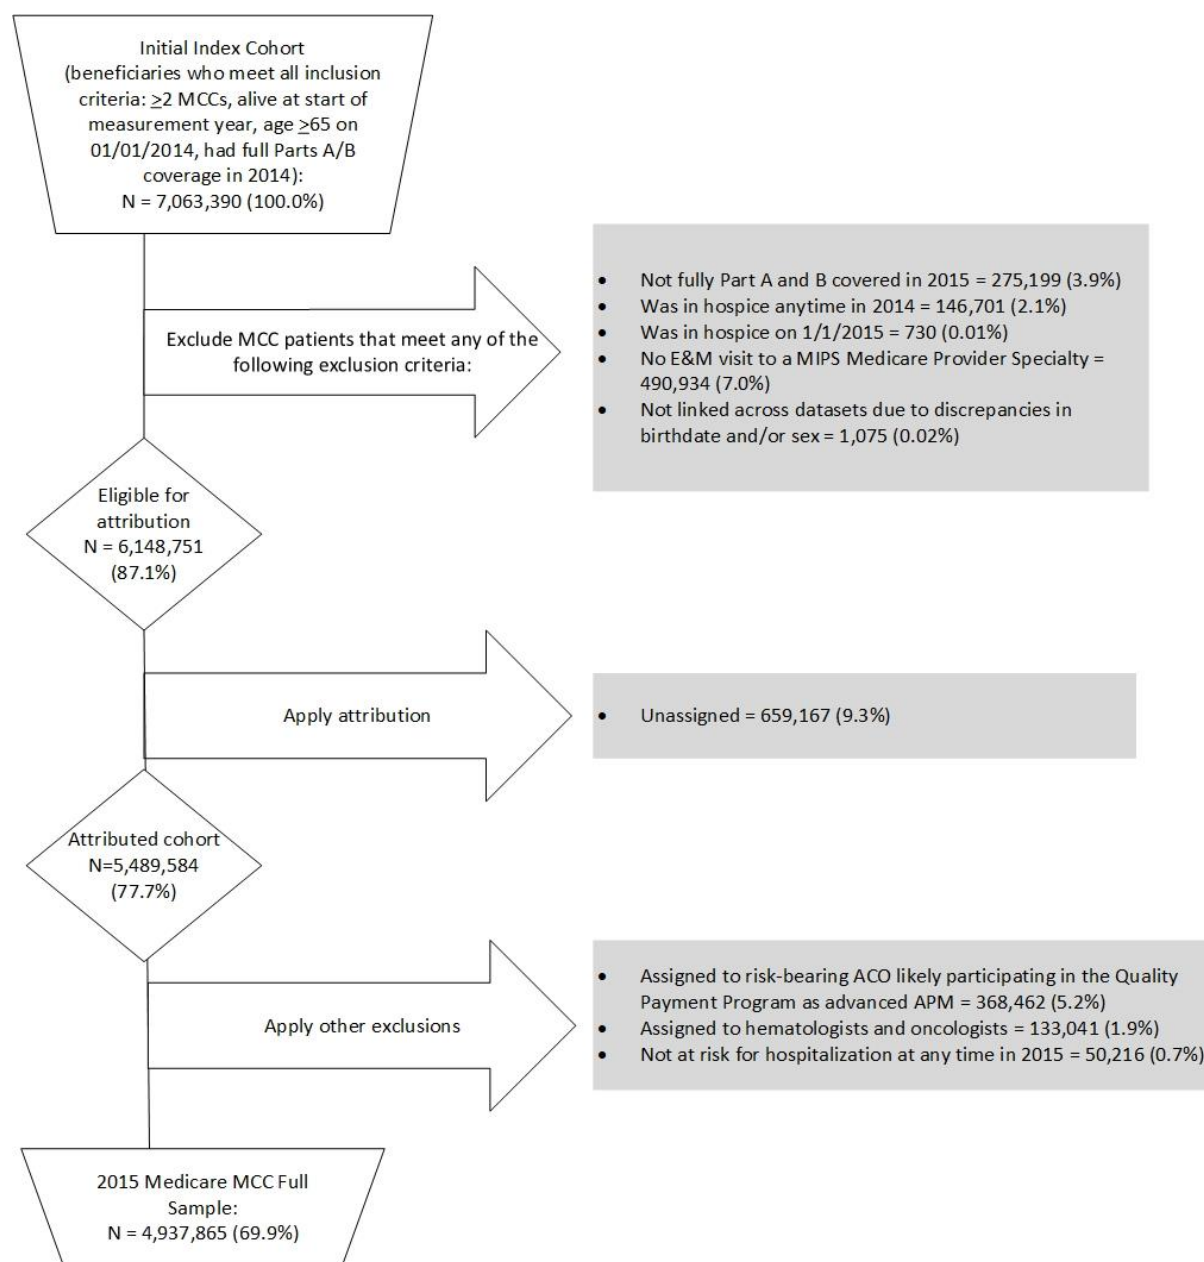 Initial Index Cohort
(beneficiaries who meet all inclusion
criteria: ≥2 MCCs, alive at start of
measurement year, age ≥65 on
01/01/2014, had full Parts A/B
coverage in 2014):
N = 7,063,390 (100.0%)
Exclude MCC patients that meet any of the
following exclusion criteria:
• Not fully Part A and B covered in 2015 = 275,199 (3.9%)
• Was in hospice anytime in 2014 = 146,701 (2.1%)
• Was in hospice on 1/1/2015 = 730 (0.01%)
• No E&M visit to a MIPS Medicare Provider Specialty =
490,934 (7.0%)
• Not linked across datasets due to discrepancies in
birthdate and/or sex = 1,075 (0.02%)
Eligible for
attribution
N = 6,148,751
(87.1%)
Apply attribution
• Unassigned = 659,167 (9.3%)
Attributed cohort
N=5,489,584
(77.7%)
Apply other exclusions
• Assigned to risk-bearing ACO likely participating in the Quality
Payment Program as advanced APM = 368,462 (5.2%)
• Assigned to hematologists and oncologists = 133,041 (1.9%)
• Not at risk for hospitalization at any time in 2015 = 50,216 (0.7%)
2015 Medicare MCC Full
Sample:
N = 4,937,865 (69.9%)